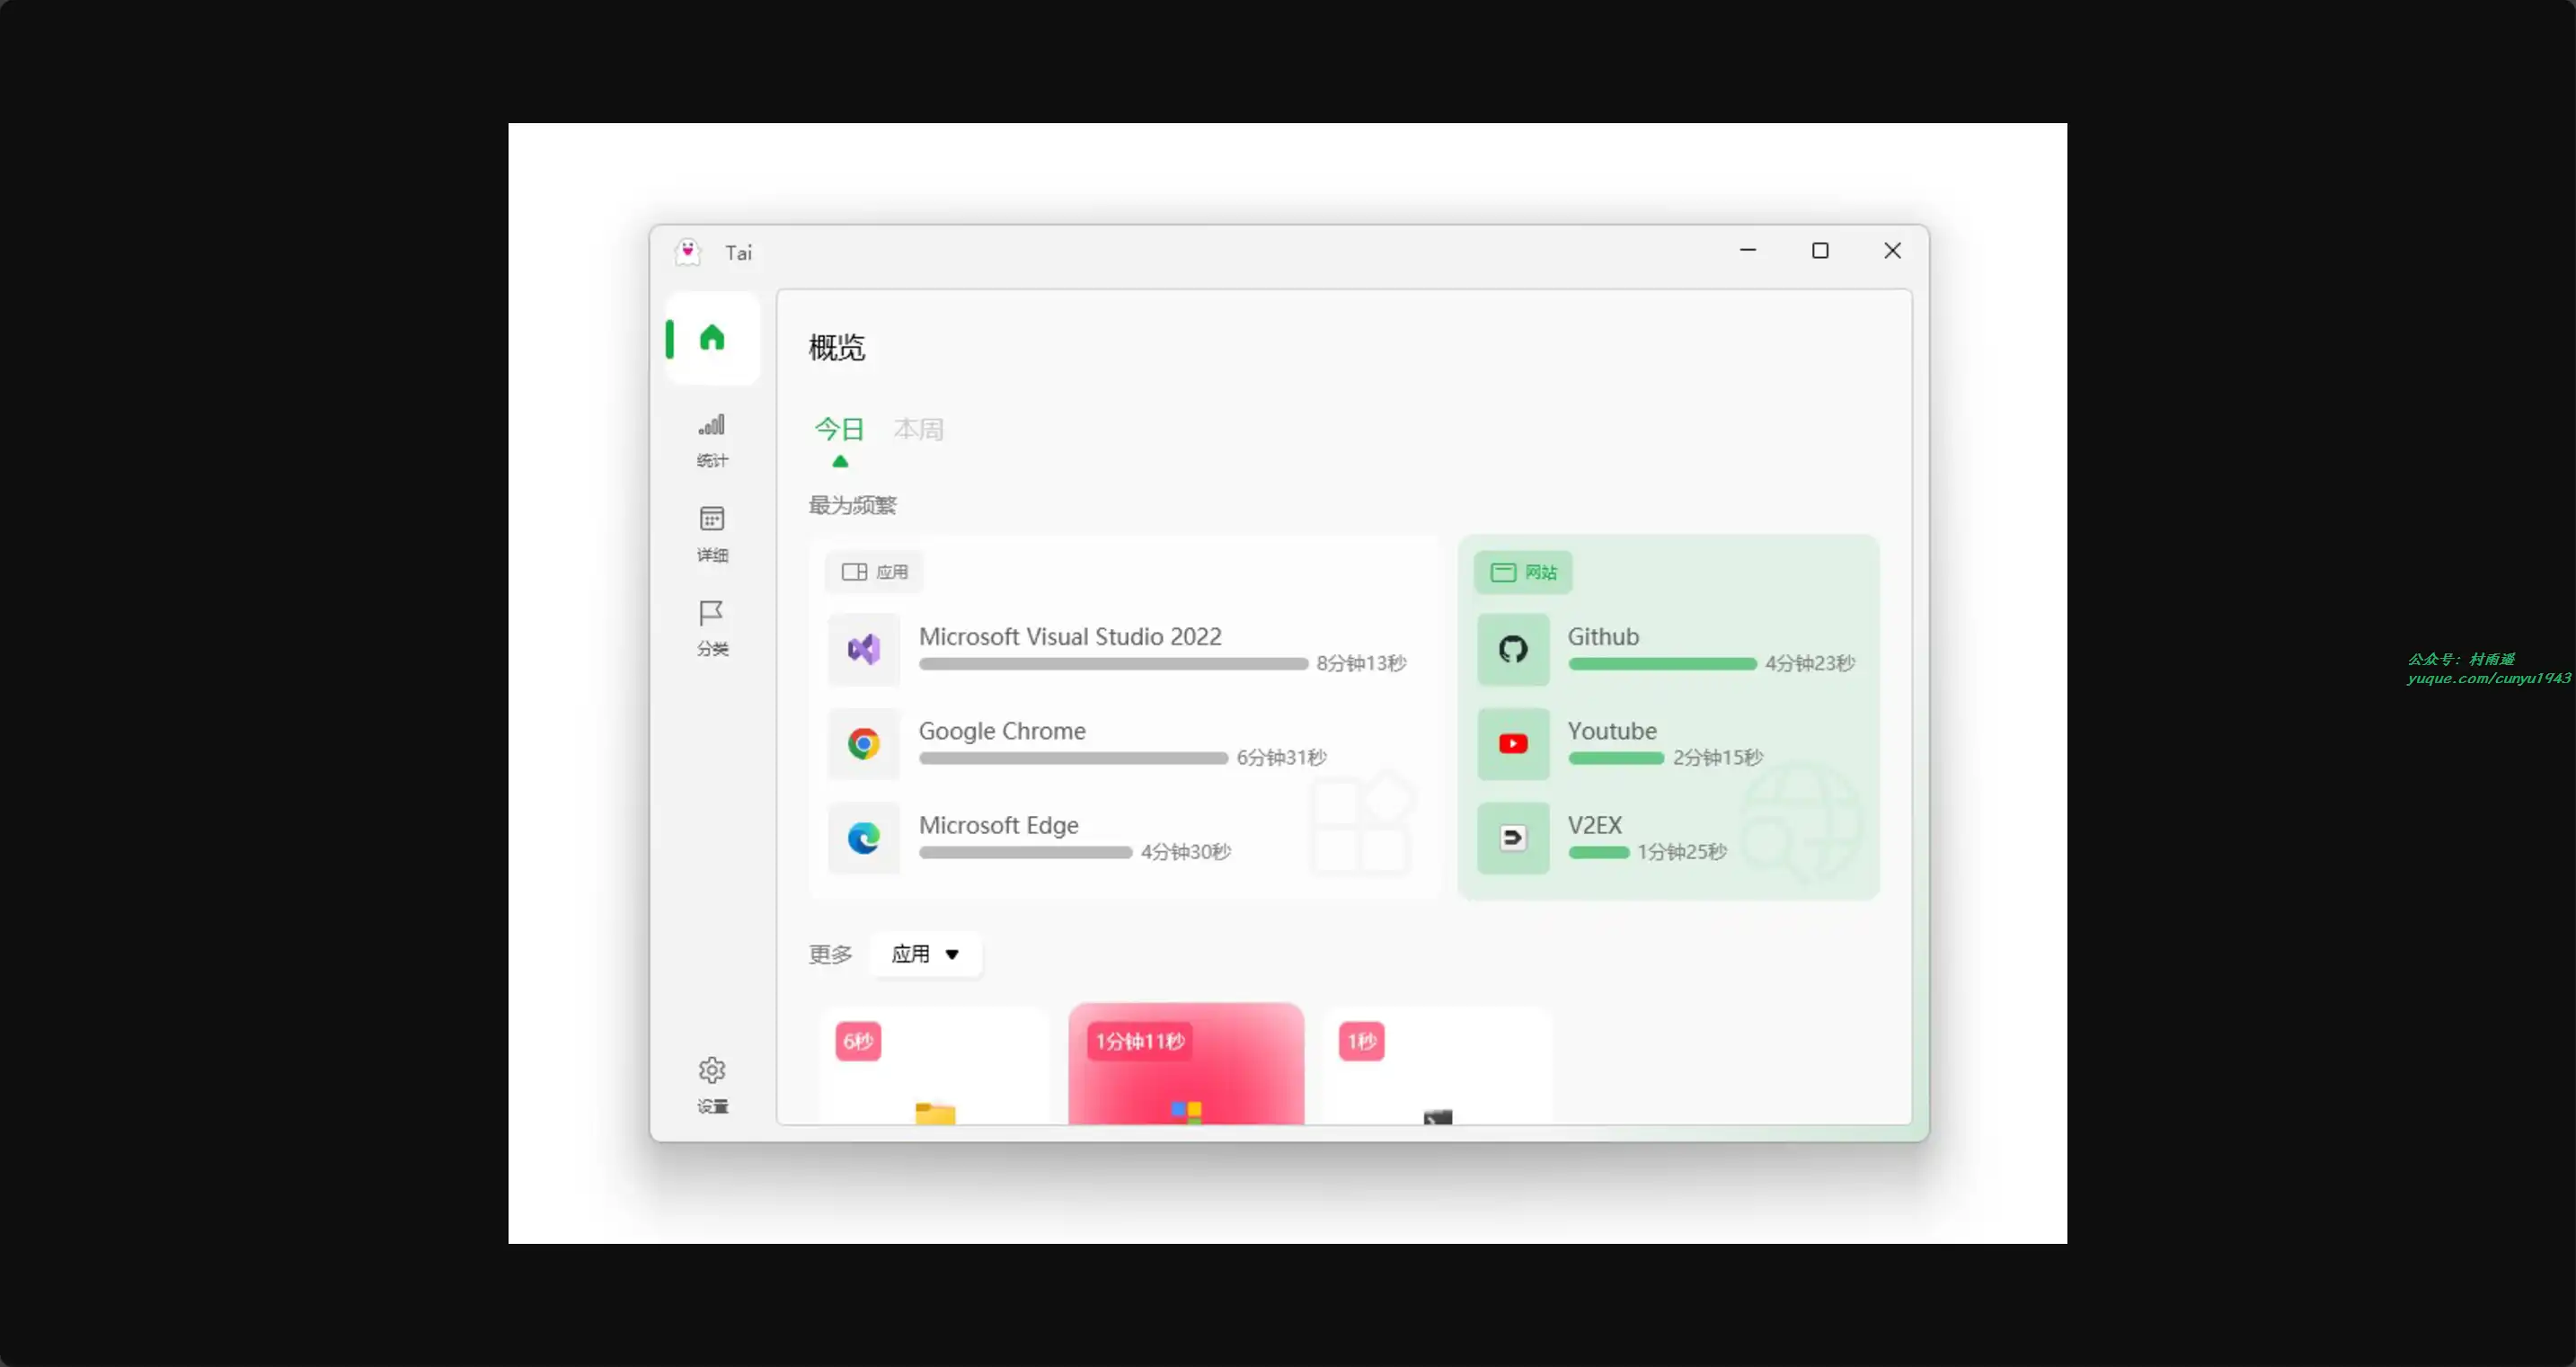 Tai
概览
今日 本周
统计
最为频繁
详细
应用
网站
分类
Microsoft Visual Studio 2022
8分钟13秒
Github
4分钟23秒
Google Chrome
6分钟31秒
Youtube
2分钟15秒
Microsoft Edge
4分钟30秒
V2EX
1分钟25秒
更多 应用
6秒
1分钟11秒
1秒
设置
公众号：村雨遥
yuque.com/cunyu1943